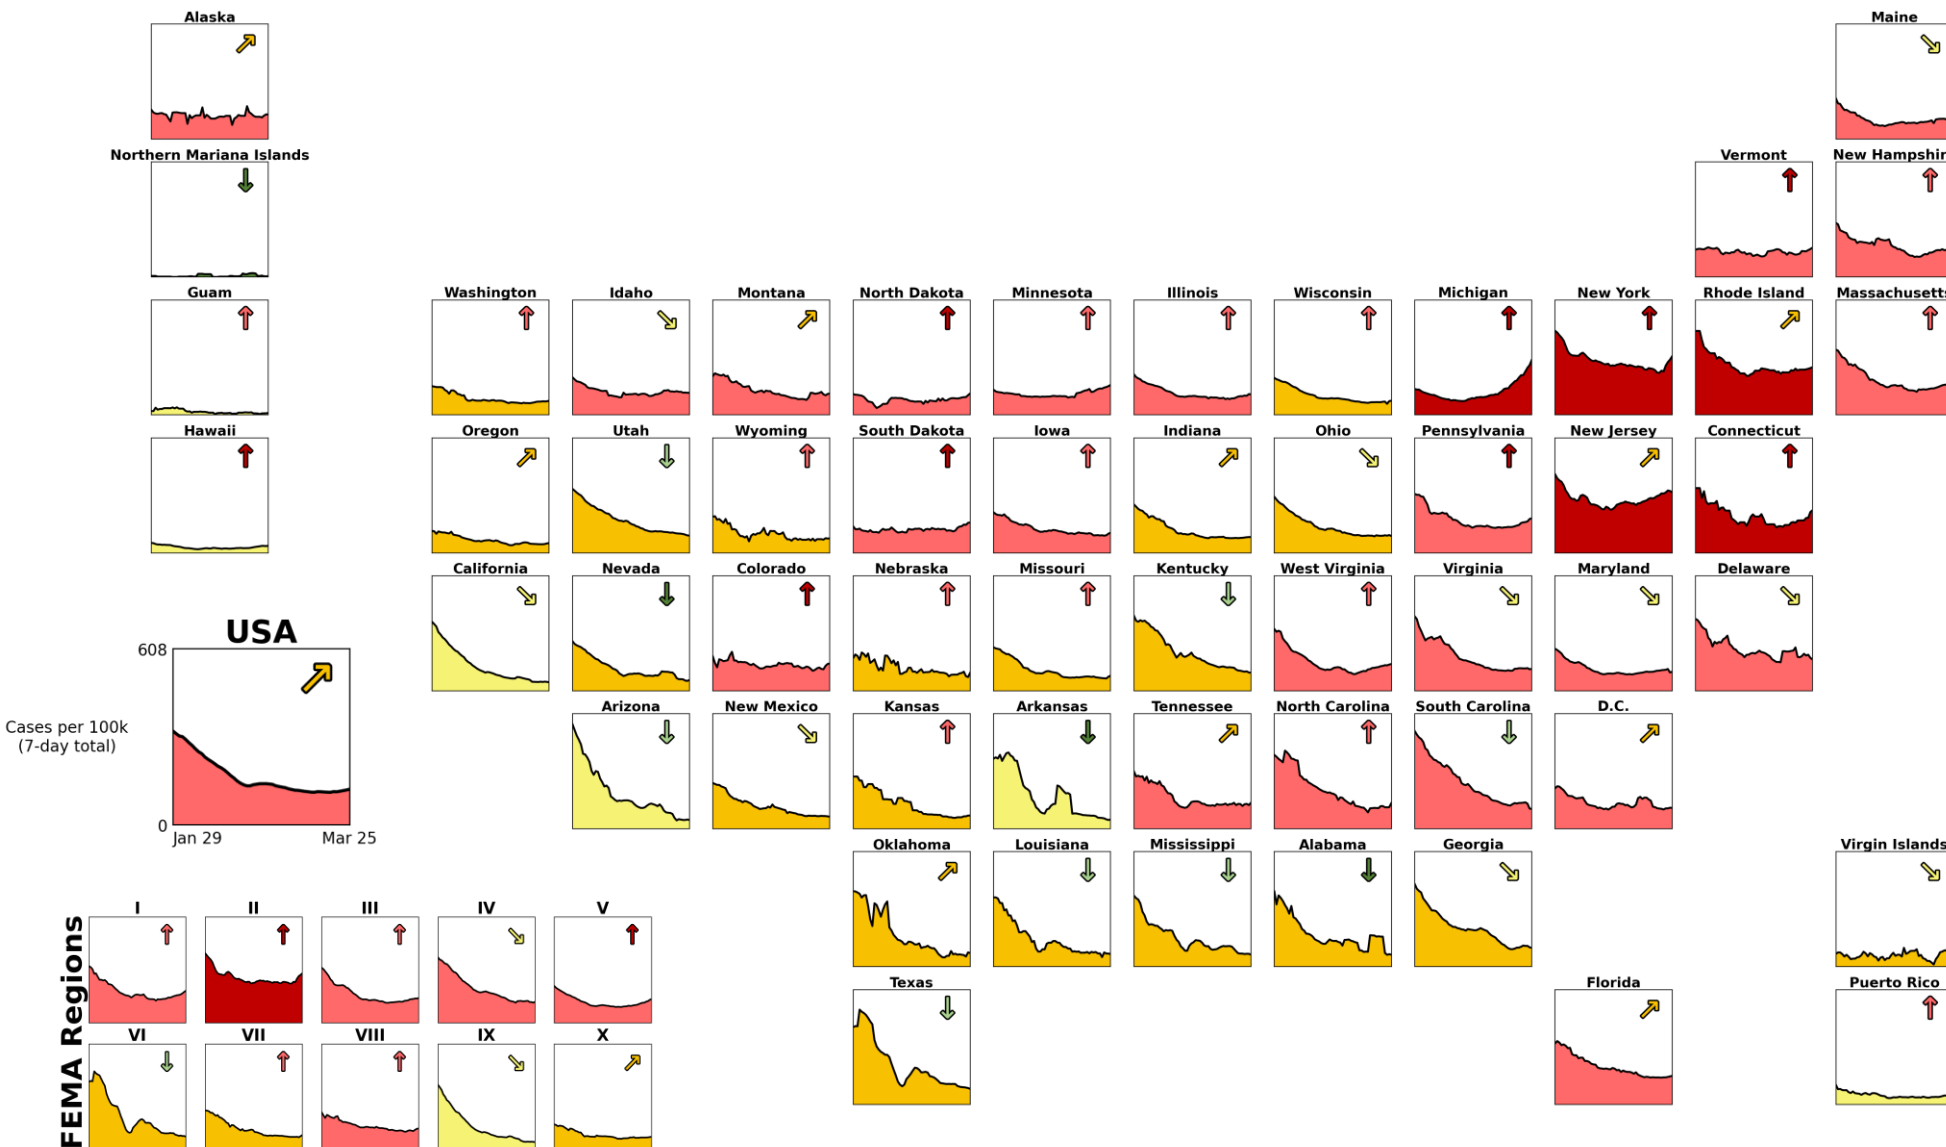 Alaska
Maine
Northern Mariana Islands
Vermont
New Hampshir
Guam
Washington
Idaho
Montana
North Dakota
Minnesota
Illinois
Wisconsin
Michigan
New York
Rhode Island
Massachusetts
Hawaii
Oregon
Utah
Wyoming
South Dakota
Iowa
Indiana
Ohio
Pennsylvania
New Jersey
Connecticut
California
Nevada
Colorado
Nebraska
Missouri
Kentucky
West Virginia
Virginia
Maryland
Delaware
USA
608
Cases per 100k
(7-day total)
0
Jan 29
Mar 25
Arizona
New Mexico
Kansas
Arkansas
Tennessee
North Carolina
South Carolina
D.C.
Oklahoma
Louisiana
Mississippi
Alabama
Georgia
Virgin Islands
Texas
Florida
Puerto Rico
FEMA Regions
I
II
III
IV
V
VI
VII
VIII
IX
X